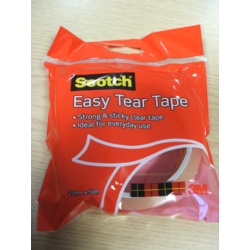 Scotch
Easy Tear Tape
• Strong & sticky clear tape
• Ideal for everyday use
3M